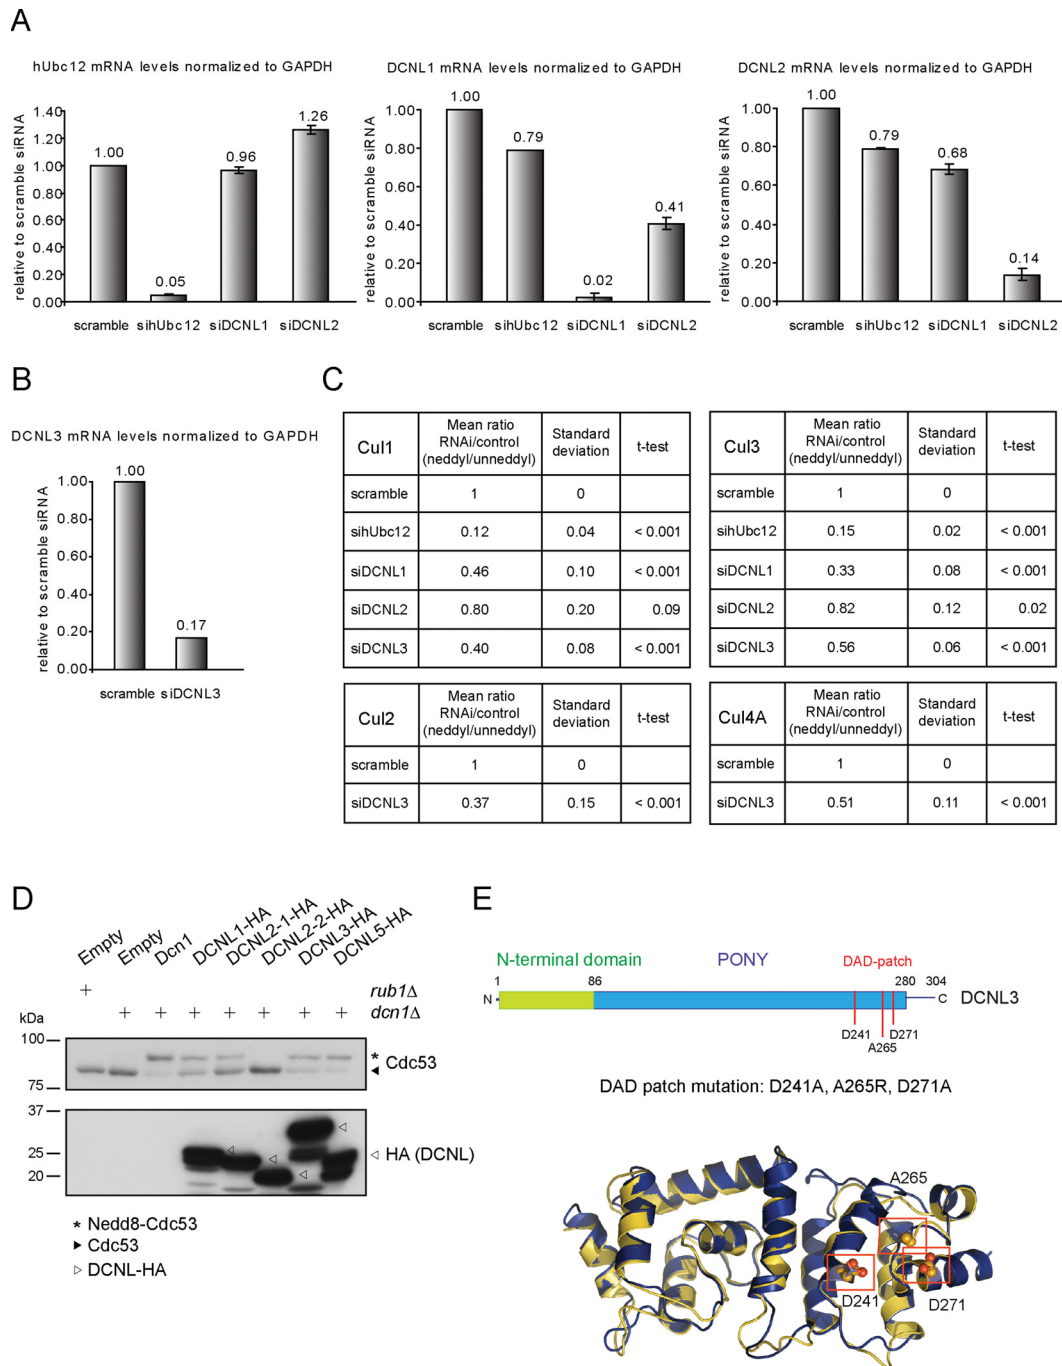 A
hUbc12 mRNA levels normalized to GAPDH
relative to scramble siRNA
1.40
1.20
1.00
0.80
0.60
0.40
0.20
0.00
1.00
0.05
0.96
1.26
scramble sihUbc12 siDCNL1 siDCNL2
DCNL1 mRNA levels normalized to GAPDH
relative to scramble siRNA
1.00
0.80
0.60
0.40
0.20
0.00
1.00
0.79
0.02
0.41
scramble sihUbc12 siDCNL1 siDCNL2
DCNL2 mRNA levels normalized to GAPDH
relative to scramble siRNA
1.00
0.80
0.60
0.40
0.20
0.00
1.00
0.79
0.68
0.14
scramble sihUbc12 siDCNL1 siDCNL2
B
DCNL3 mRNA levels normalized to GAPDH
relative to scramble siRNA
1.00
1.00
0.80
0.60
0.40
0.20
0.00
0.17
scramble siDCNL3
C
Cul1 Mean ratio RNAi/control (neddyl/unneddyl) Standard deviation t-test
scramble 1 0
sihUbc12 0.12 0.04 < 0.001
siDCNL1 0.46 0.10 < 0.001
siDCNL2 0.80 0.20 0.09
siDCNL3 0.40 0.08 < 0.001
Cul3 Mean ratio RNAi/control (neddyl/unneddyl) Standard deviation t-test
scramble 1 0
sihUbc12 0.15 0.02 < 0.001
siDCNL1 0.33 0.08 < 0.001
siDCNL2 0.82 0.12 0.02
siDCNL3 0.56 0.06 < 0.001
Cul2 Mean ratio RNAi/control (neddyl/unneddyl) Standard deviation t-test
scramble 1 0
siDCNL3 0.37 0.15 < 0.001
Cul4A Mean ratio RNAi/control (neddyl/unneddyl) Standard deviation t-test
scramble 1 0
siDCNL3 0.51 0.11 < 0.001
D
Empty
Empty
Dcn1
DCNL1-HA
DCNL2-1-HA
DCNL2-2-HA
DCNL3-HA
DCNL5-HA
+ rub1Δ
+ + + + + + + dcn1Δ
kDa
100
75
* Cdc53
◄
37
25
20
◁ HA (DCNL)
* Nedd8-Cdc53
► Cdc53
▷ DCNL-HA
E
N-terminal domain PONY DAD-patch
1 86 280 304
N C DCNL3
D241 A265 D271
DAD patch mutation: D241A, A265R, D271A
A265
D241
D271